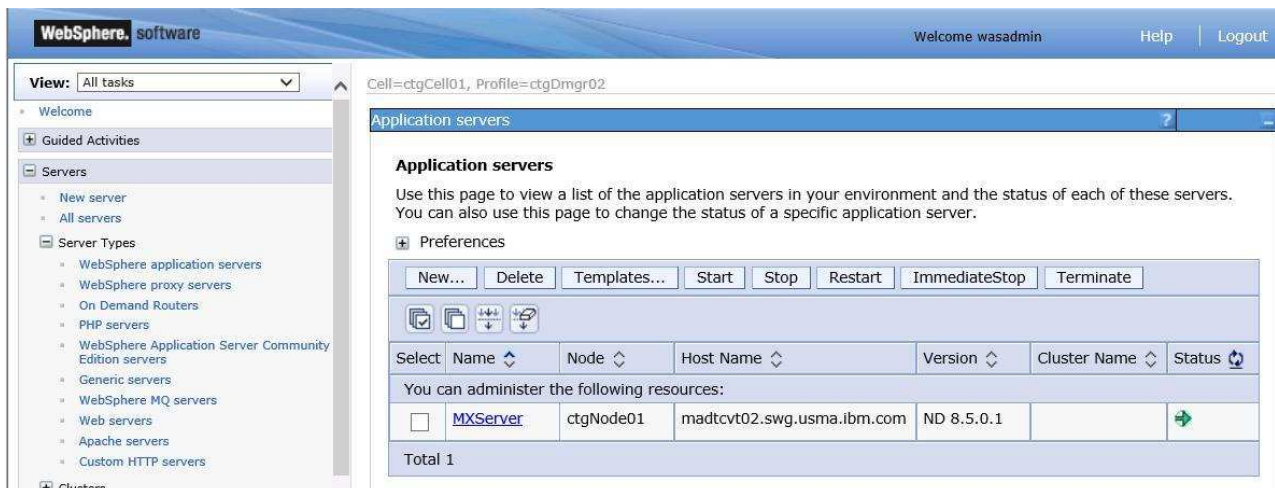 WebSphere. software
Welcome wasadmin
Help
Logout
View: All tasks
Welcome
Guided Activities
Servers
New server
All servers
Server Types
WebSphere application servers
WebSphere proxy servers
On Demand Routers
PHP servers
WebSphere Application Server Community
Edition servers
Generic servers
WebSphere MQ servers
Web servers
Apache servers
Custom HTTP servers
Clusters
Cell=ctgCell01, Profile=ctgDmgr02
Application servers
?
Application servers
Use this page to view a list of the application servers in your environment and the status of each of these servers.
You can also use this page to change the status of a specific application server.
Preferences
New... Delete Templates... Start Stop Restart ImmediateStop Terminate
Select Name Node Host Name Version Cluster Name Status
You can administer the following resources:
MXServer ctgNode01 madtcvt02.swg.usma.ibm.com ND 8.5.0.1
Total 1